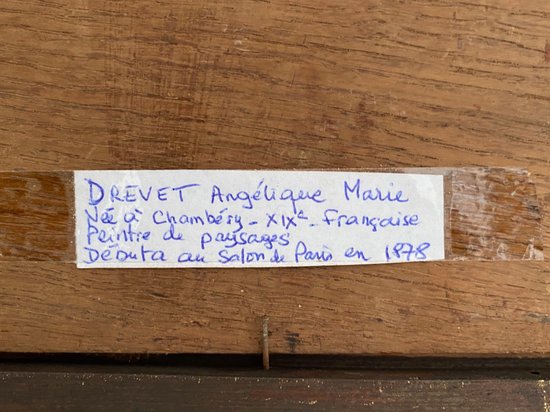 DREVET Angélique Marie
Née à Chambéry - XIXe - Française
Peintre de paysages
Débuta au Salon de Paris en 1878